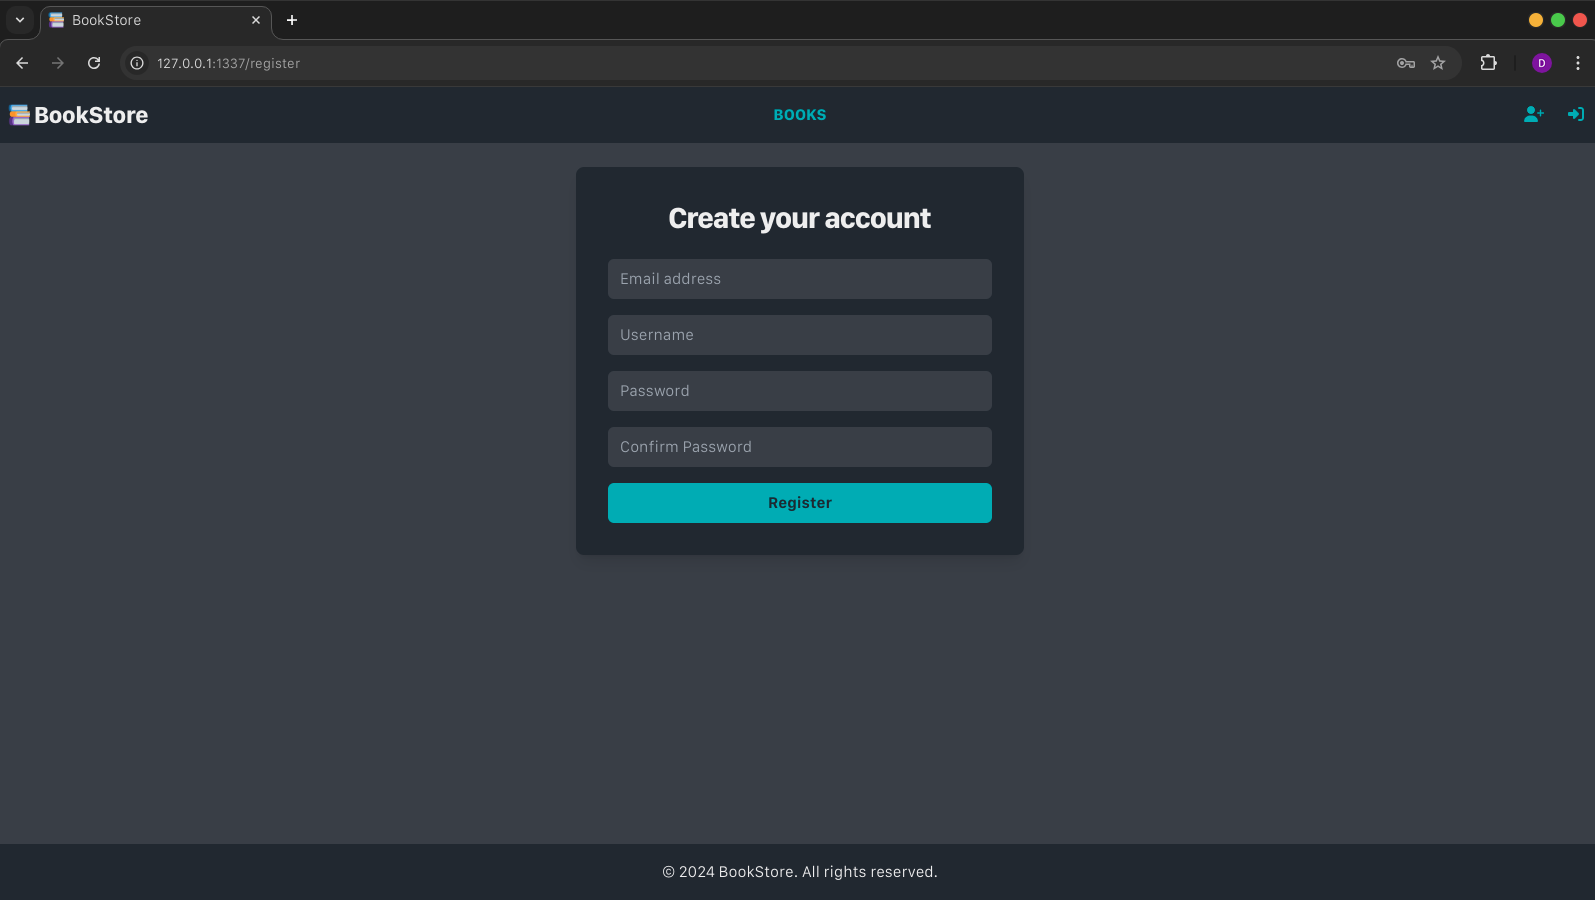 BookStore
127.0.0.1:1337/register
D
BookStore
BOOKS
Create your account
Email address
Username
Password
Confirm Password
Register
© 2024 BookStore. All rights reserved.